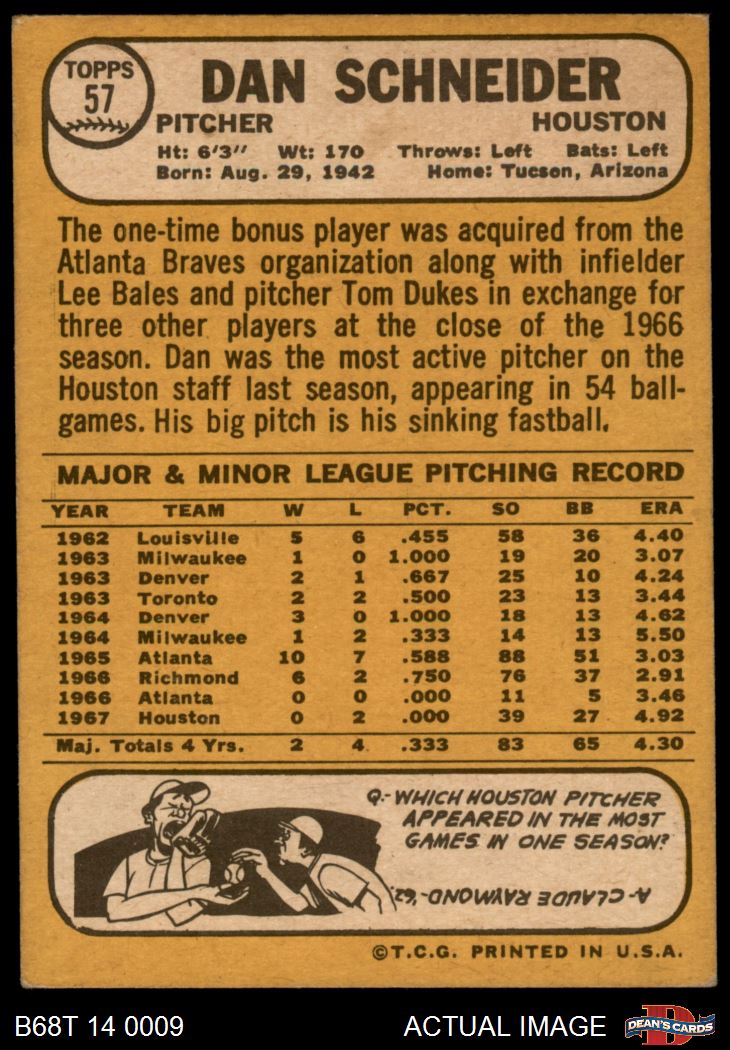 TOPPS
57
DAN SCHNEIDER
PITCHER HOUSTON
Ht: 6'3" Wt: 170 Throws: Left Bats: Left
Born: Aug. 29, 1942 Home: Tucson, Arizona
The one-time bonus player was acquired from the
Atlanta Braves organization along with infielder
Lee Bales and pitcher Tom Dukes in exchange for
three other players at the close of the 1966
season. Dan was the most active pitcher on the
Houston staff last season, appearing in 54 ball-
games. His big pitch is his sinking fastball.
MAJOR & MINOR LEAGUE PITCHING RECORD
YEAR TEAM W L PCT. SO BB ERA
1962 Louisville 5 6 .455 58 36 4.40
1963 Milwaukee 1 0 1.000 19 20 3.07
1963 Denver 2 1 .667 25 10 4.24
1963 Toronto 2 2 .500 23 13 3.44
1964 Denver 3 0 1.000 18 13 4.62
1964 Milwaukee 1 2 .333 14 13 5.50
1965 Atlanta 10 7 .588 88 51 3.03
1966 Richmond 6 2 .750 76 37 2.91
1966 Atlanta 0 0 .000 11 5 3.46
1967 Houston 0 2 .000 39 27 4.92
Maj. Totals 4 Yrs. 2 4 .333 83 65 4.30
Q.-WHICH HOUSTON PITCHER
APPEARED IN THE MOST
GAMES IN ONE SEASON?
A-CLAUDE RAYMOND-'62.
©T.C.G. PRINTED IN U.S.A.
B68T 14 0009 ACTUAL IMAGE D DEAN'S CARDS